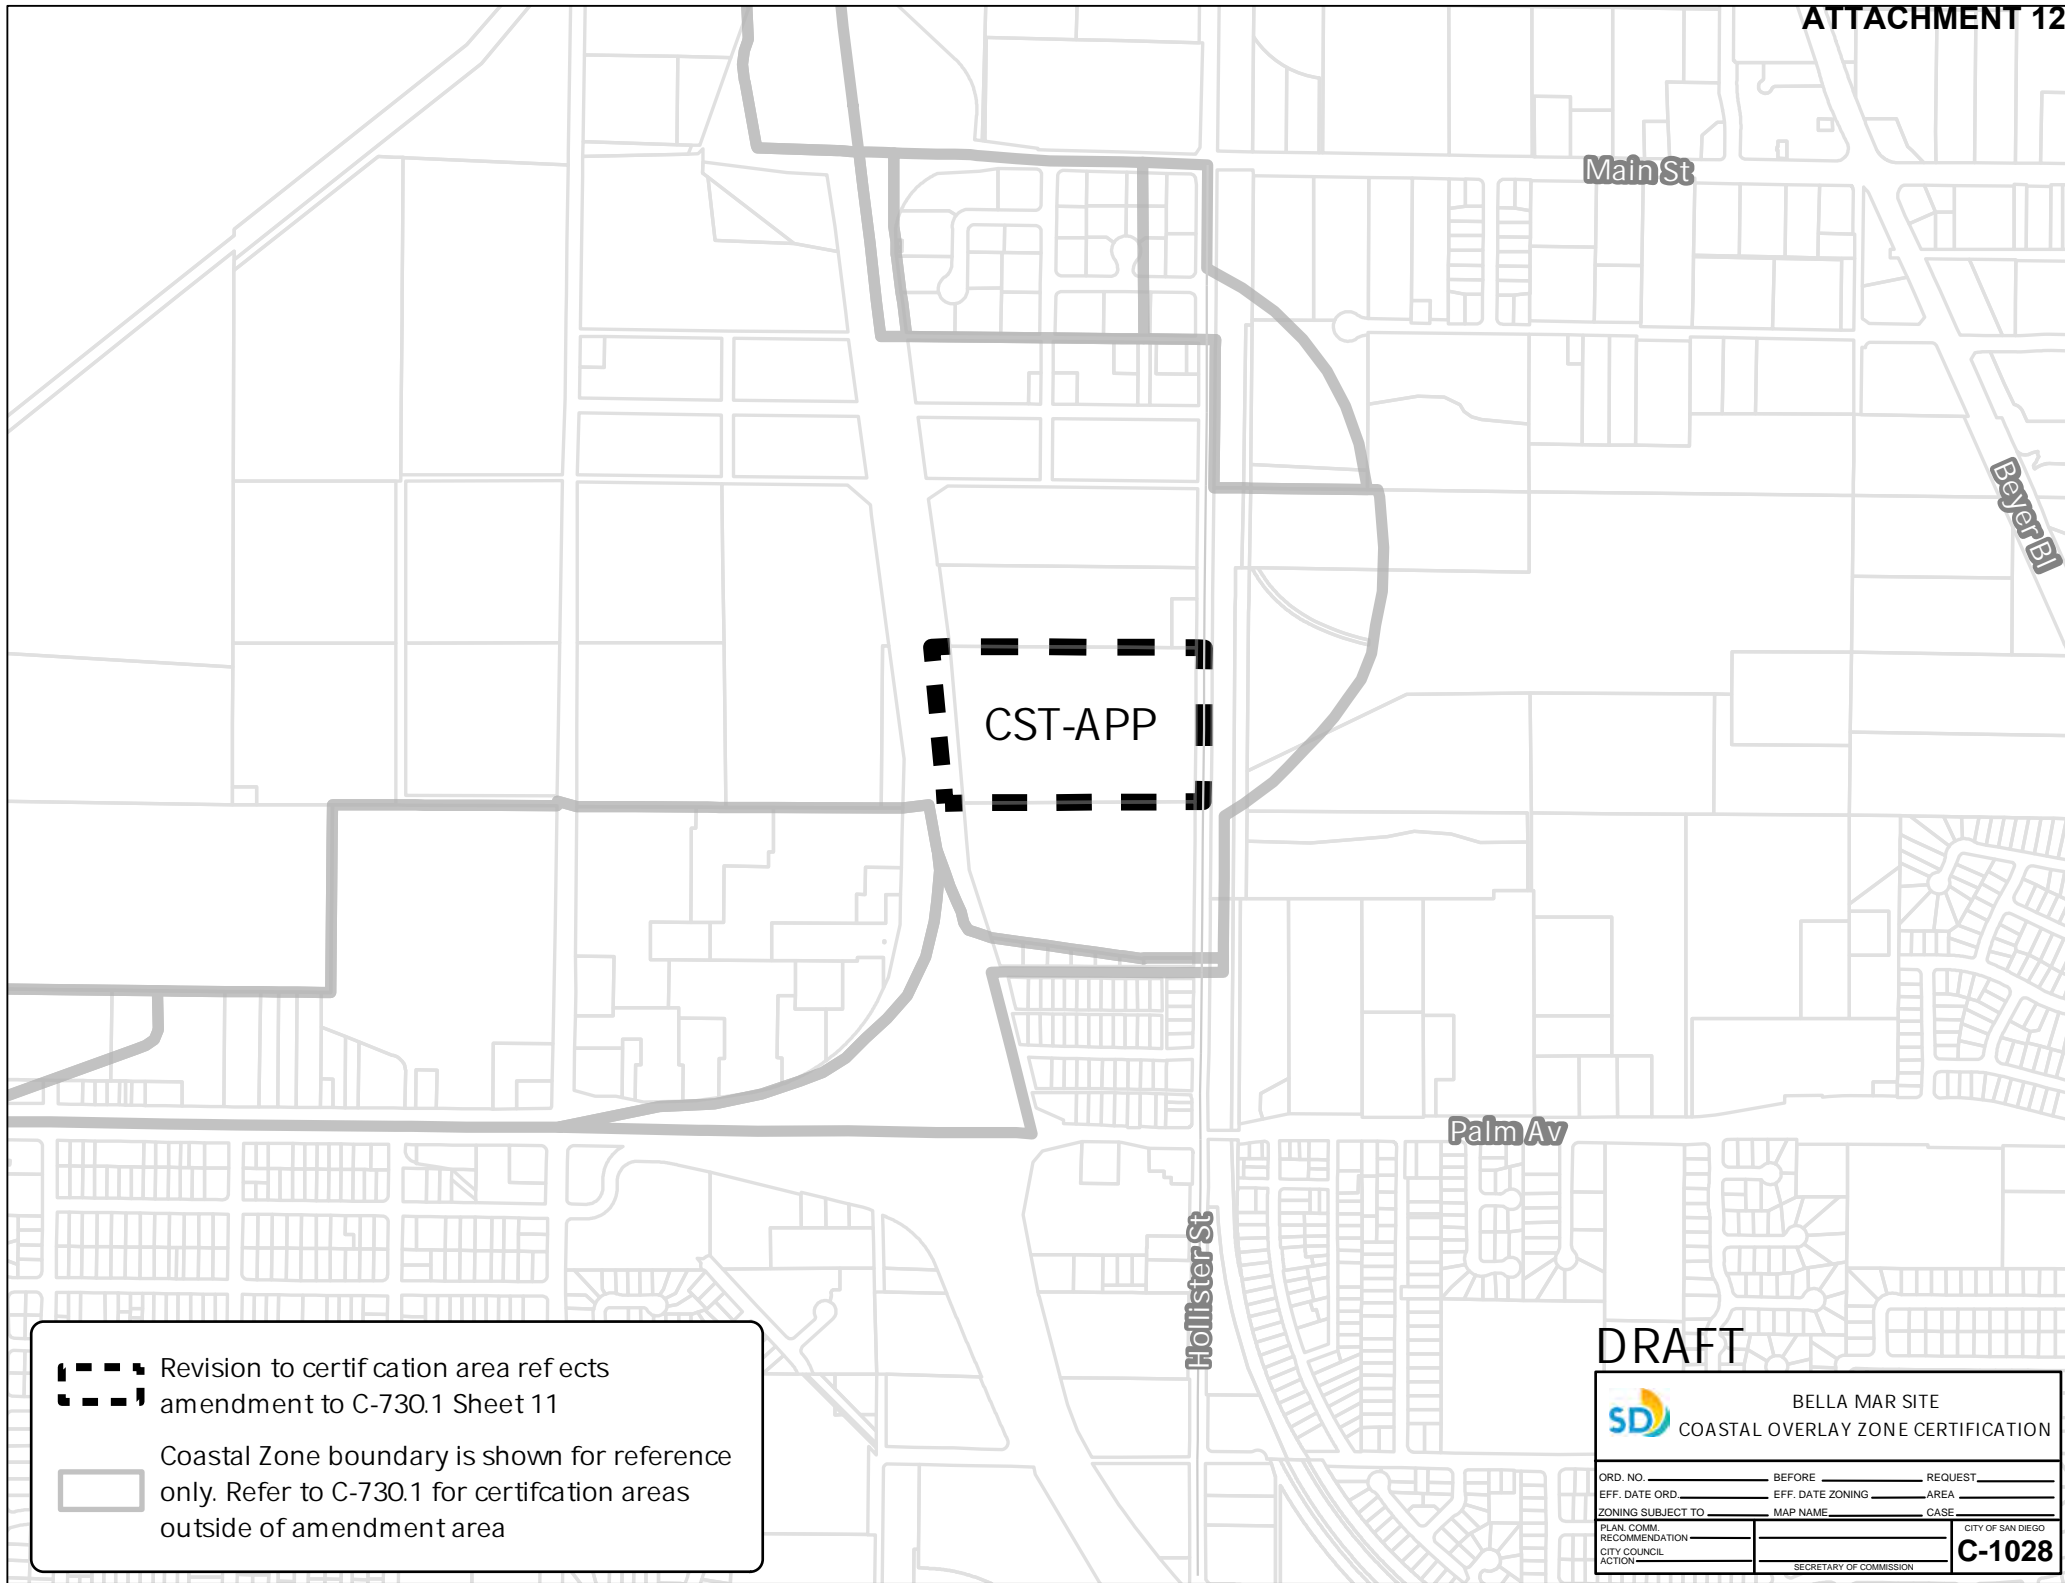 ATTACHMENT 12
Main St
Beyer Bl
CST-APP
Palm Av
Hollister St
Revision to certif cation area ref ects
amendment to C-730.1 Sheet 11
Coastal Zone boundary is shown for reference
only. Refer to C-730.1 for certifcation areas
outside of amendment area
DRAFT
SD
BELLA MAR SITE
COASTAL OVERLAY ZONE CERTIFICATION
ORD. NO. BEFORE REQUEST
EFF. DATE ORD. EFF. DATE ZONING AREA
ZONING SUBJECT TO MAP NAME CASE
PLAN. COMM.
RECOMMENDATION
CITY COUNCIL
ACTION
SECRETARY OF COMMISSION
CITY OF SAN DIEGO
C-1028